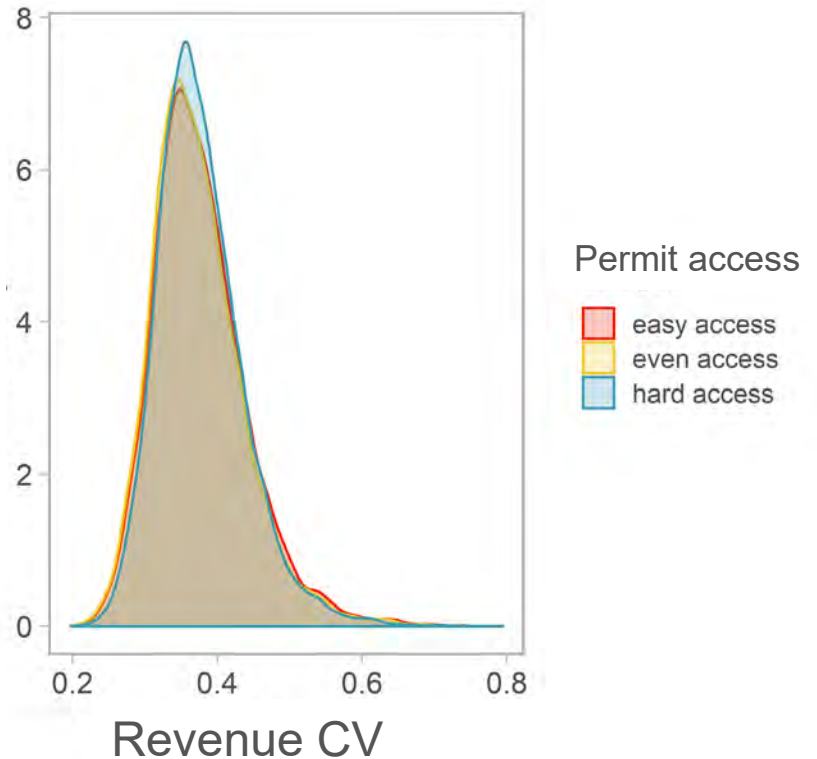 8
6
4
2
0
0.2 0.4 0.6 0.8
Revenue CV
Permit access
easy access
even access
hard access